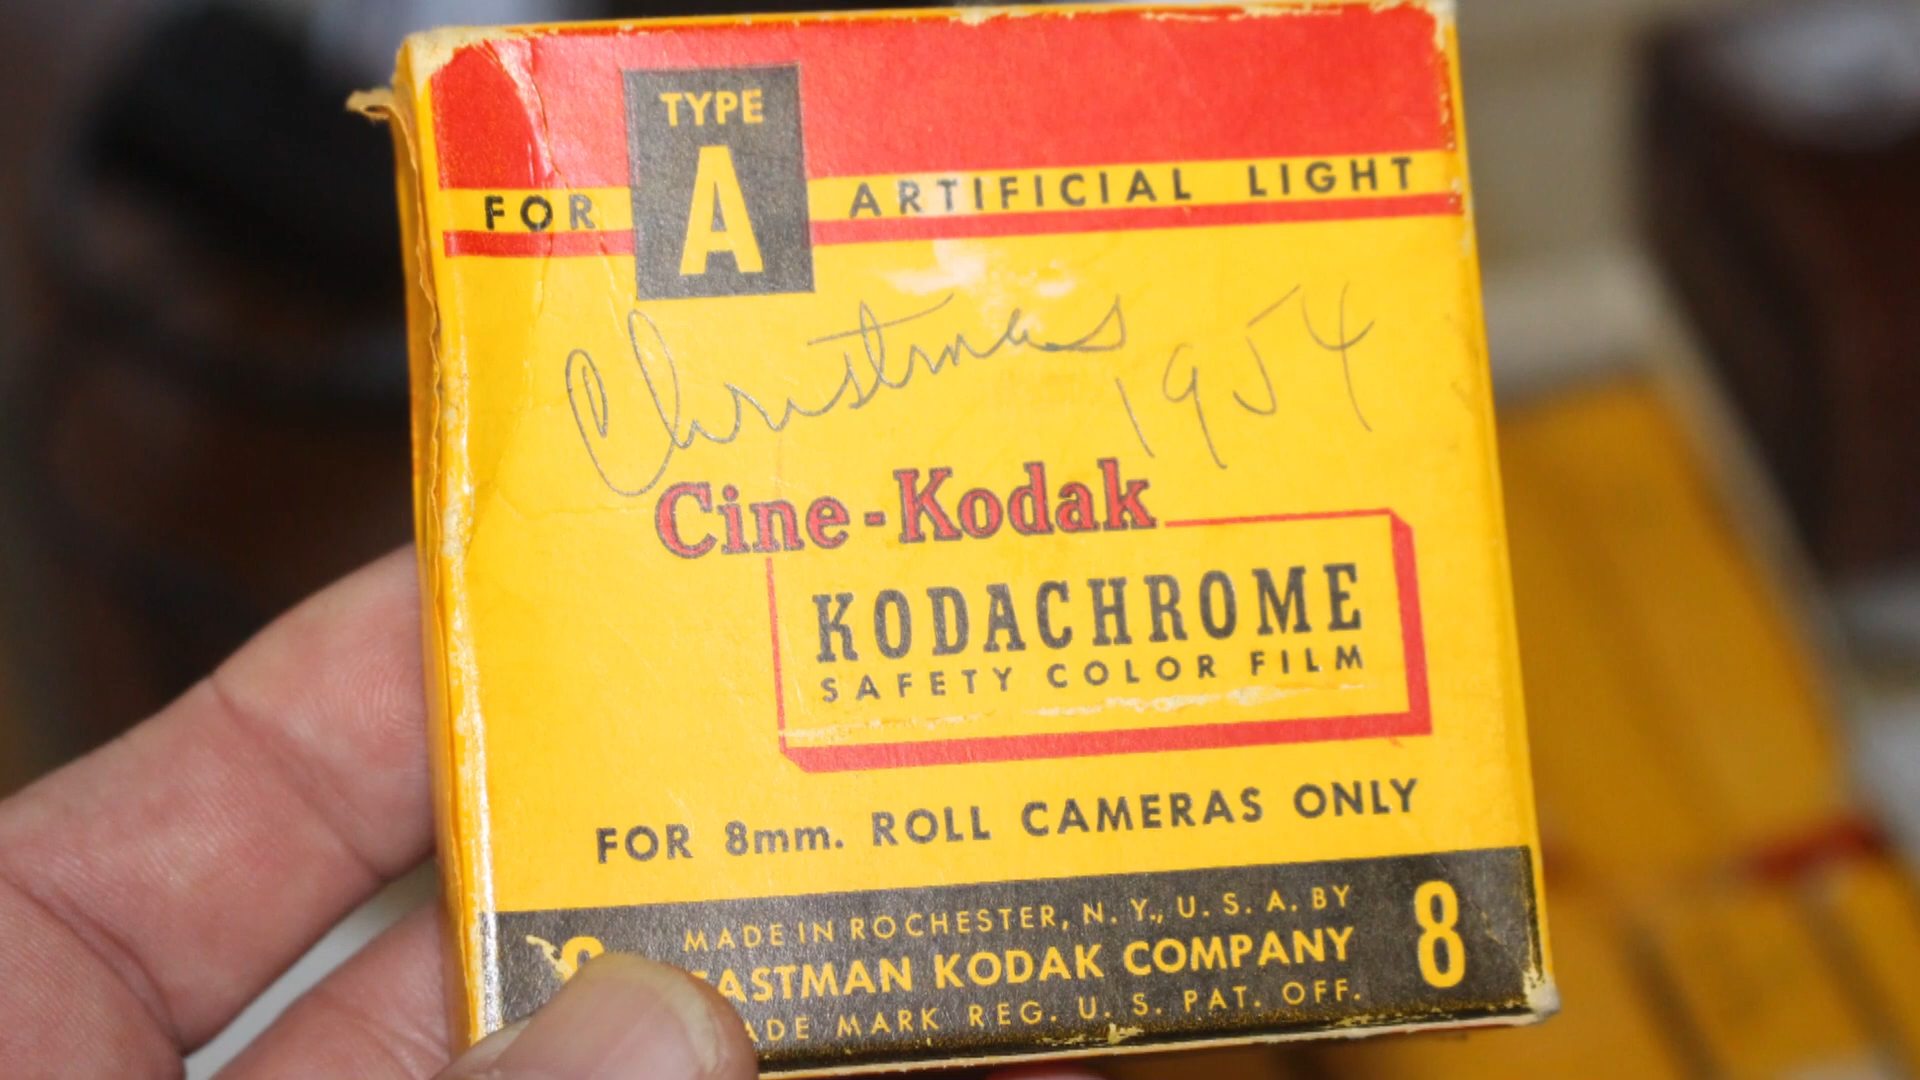 TYPE
A
FOR ARTIFICIAL LIGHT
Christmas 1954
Cine-Kodak
KODACHROME
SAFETY COLOR FILM
FOR 8mm. ROLL CAMERAS ONLY
MADE IN ROCHESTER, N. Y., U. S. A. BY
EASTMAN KODAK COMPANY 8
MARK REG. U. S. PAT. OFF.